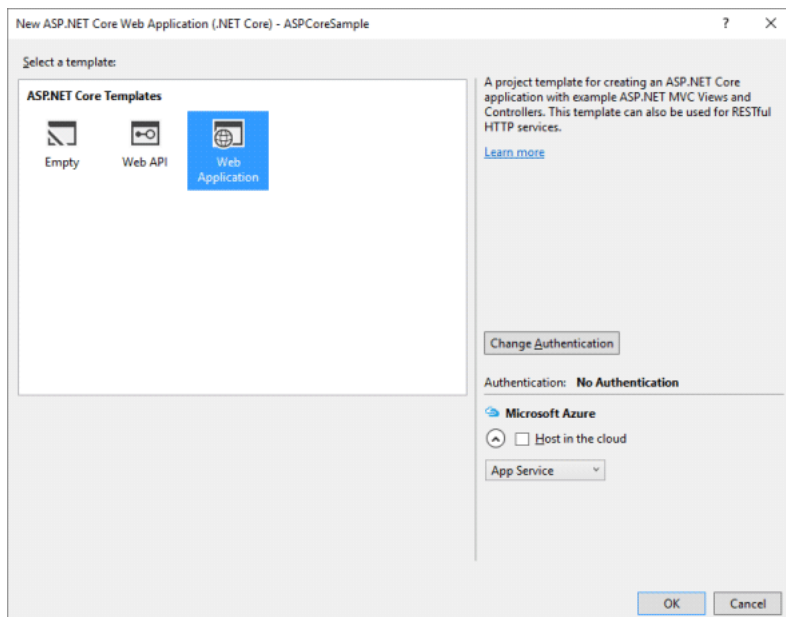 New ASP.NET Core Web Application (.NET Core) - ASPCoreSample
?
Select a template:
ASP.NET Core Templates
Empty
Web API
Web
Application
A project template for creating an ASP.NET Core
application with example ASP.NET MVC Views and
Controllers. This template can also be used for RESTful
HTTP services.
Learn more
Change Authentication
Authentication: No Authentication
Microsoft Azure
Host in the cloud
App Service
OK
Cancel